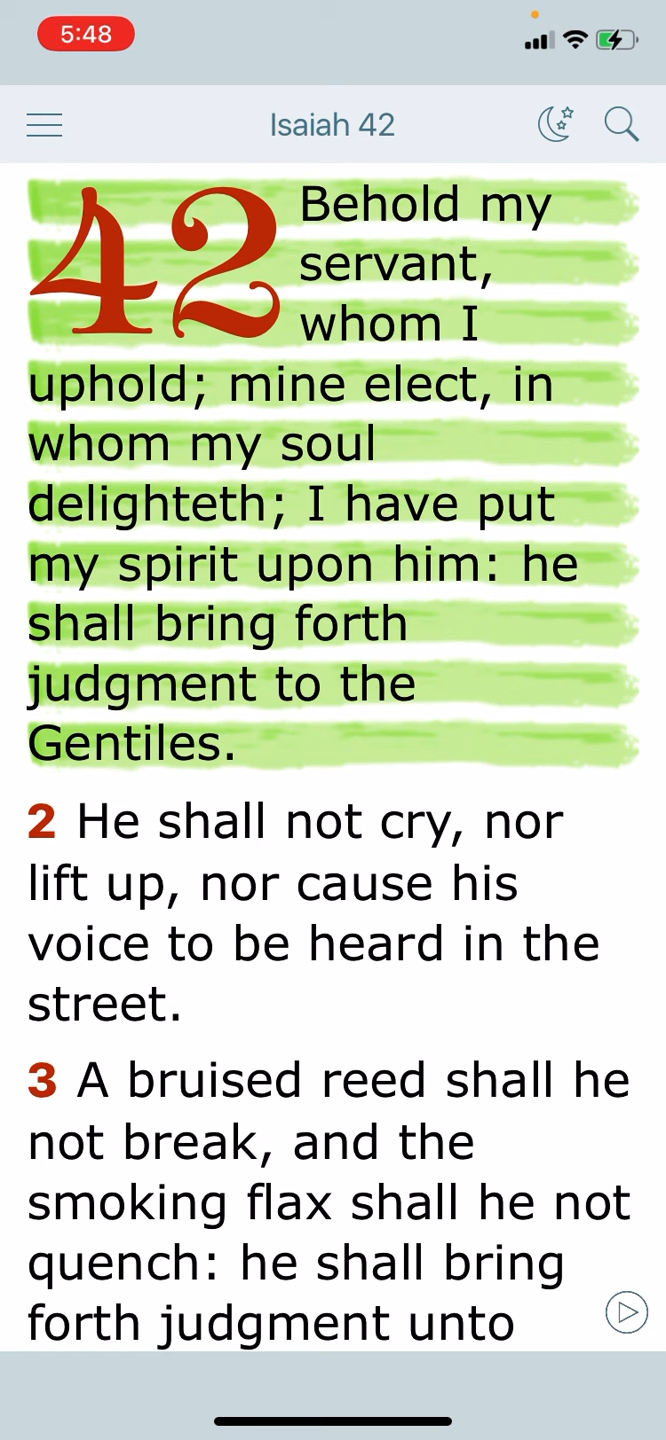 5:48
Isaiah 42
42 Behold my
servant,
whom I
uphold; mine elect, in
whom my soul
delighteth; I have put
my spirit upon him: he
shall bring forth
judgment to the
Gentiles.
2 He shall not cry, nor
lift up, nor cause his
voice to be heard in the
street.
3 A bruised reed shall he
not break, and the
smoking flax shall he not
quench: he shall bring
forth judgment unto